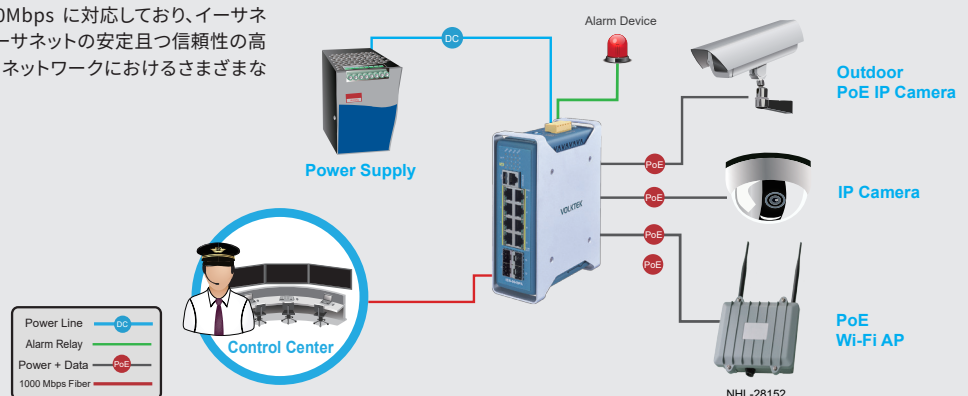 0Mbps に対応しており、イーサネ
ーサネットの安定且つ信頼性の高
ネットワークにおけるさまざまな
Alarm Device
DC
Power Supply
Outdoor
PoE IP Camera
PoE
IP Camera
PoE
VOLKTEK
PoE
PoE
PoE
Wi-Fi AP
NHL-28152
Control Center
Power Line DC
Alarm Relay
Power + Data PoE
1000 Mbps Fiber